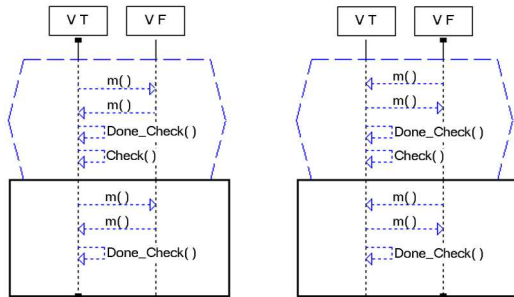 V T
V F
m( )
m( )
Done_Check( )
Check( )
m( )
m( )
Done_Check( )
V T
V F
m( )
m( )
Done_Check( )
Check( )
m( )
m( )
Done_Check( )